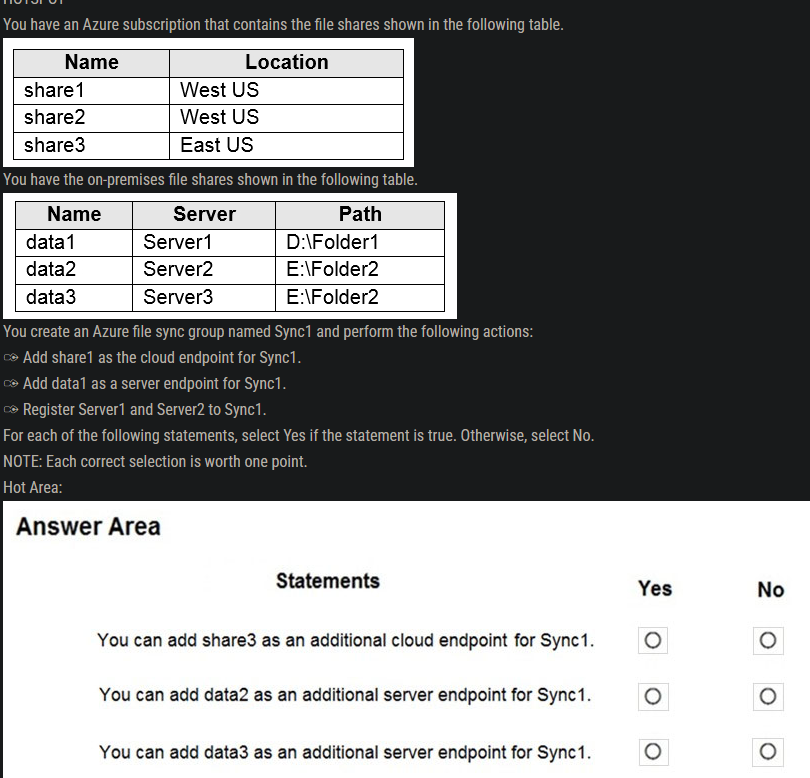 HOTSPOT
You have an Azure subscription that contains the file shares shown in the following table.
Name Location
share1 West US
share2 West US
share3 East US
You have the on-premises file shares shown in the following table.
Name Server Path
data1 Server1 D:\Folder1
data2 Server2 E:\Folder2
data3 Server3 E:\Folder2
You create an Azure file sync group named Sync1 and perform the following actions:
Add share1 as the cloud endpoint for Sync1.
Add data1 as a server endpoint for Sync1.
Register Server1 and Server2 to Sync1.
For each of the following statements, select Yes if the statement is true. Otherwise, select No.
NOTE: Each correct selection is worth one point.
Hot Area:
Answer Area
Statements Yes No
You can add share3 as an additional cloud endpoint for Sync1.
You can add data2 as an additional server endpoint for Sync1.
You can add data3 as an additional server endpoint for Sync1.